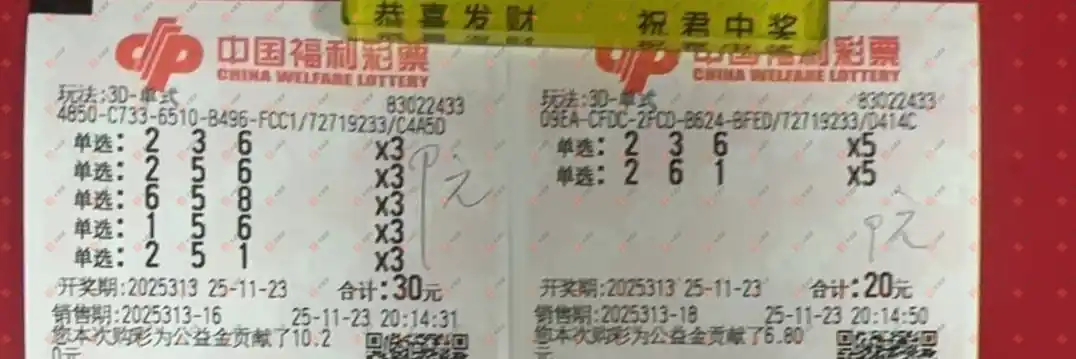 恭喜发财 祝君中奖
中国福利彩票
CHINA WELFARE LOTTERY
玩法:3D-单式 83022433
4850-C733-6510-B496-FCC1/72719233/C4A5D
单选: 2 3 6 x3
单选: 2 5 6 x3
单选: 6 5 8 x3
单选: 1 5 6 x3
单选: 2 5 1 x3
元
开奖期:2025313 25-11-23 合计:30元
销售期:2025313-16 25-11-23 20:14:31
您本次购彩为公益金贡献了10.2
0元
中国福利彩票
CHINA WELFARE LOTTERY
玩法:3D-单式 83022433
09EA-CFDC-2FCD-B624-BFED/72719233/D414C
单选: 2 3 6 x5
单选: 2 6 1 x5
元
开奖期:2025313 25-11-23 合计:20元
销售期:2025313-18 25-11-23 20:14:50
您本次购彩为公益金贡献了6.80
元